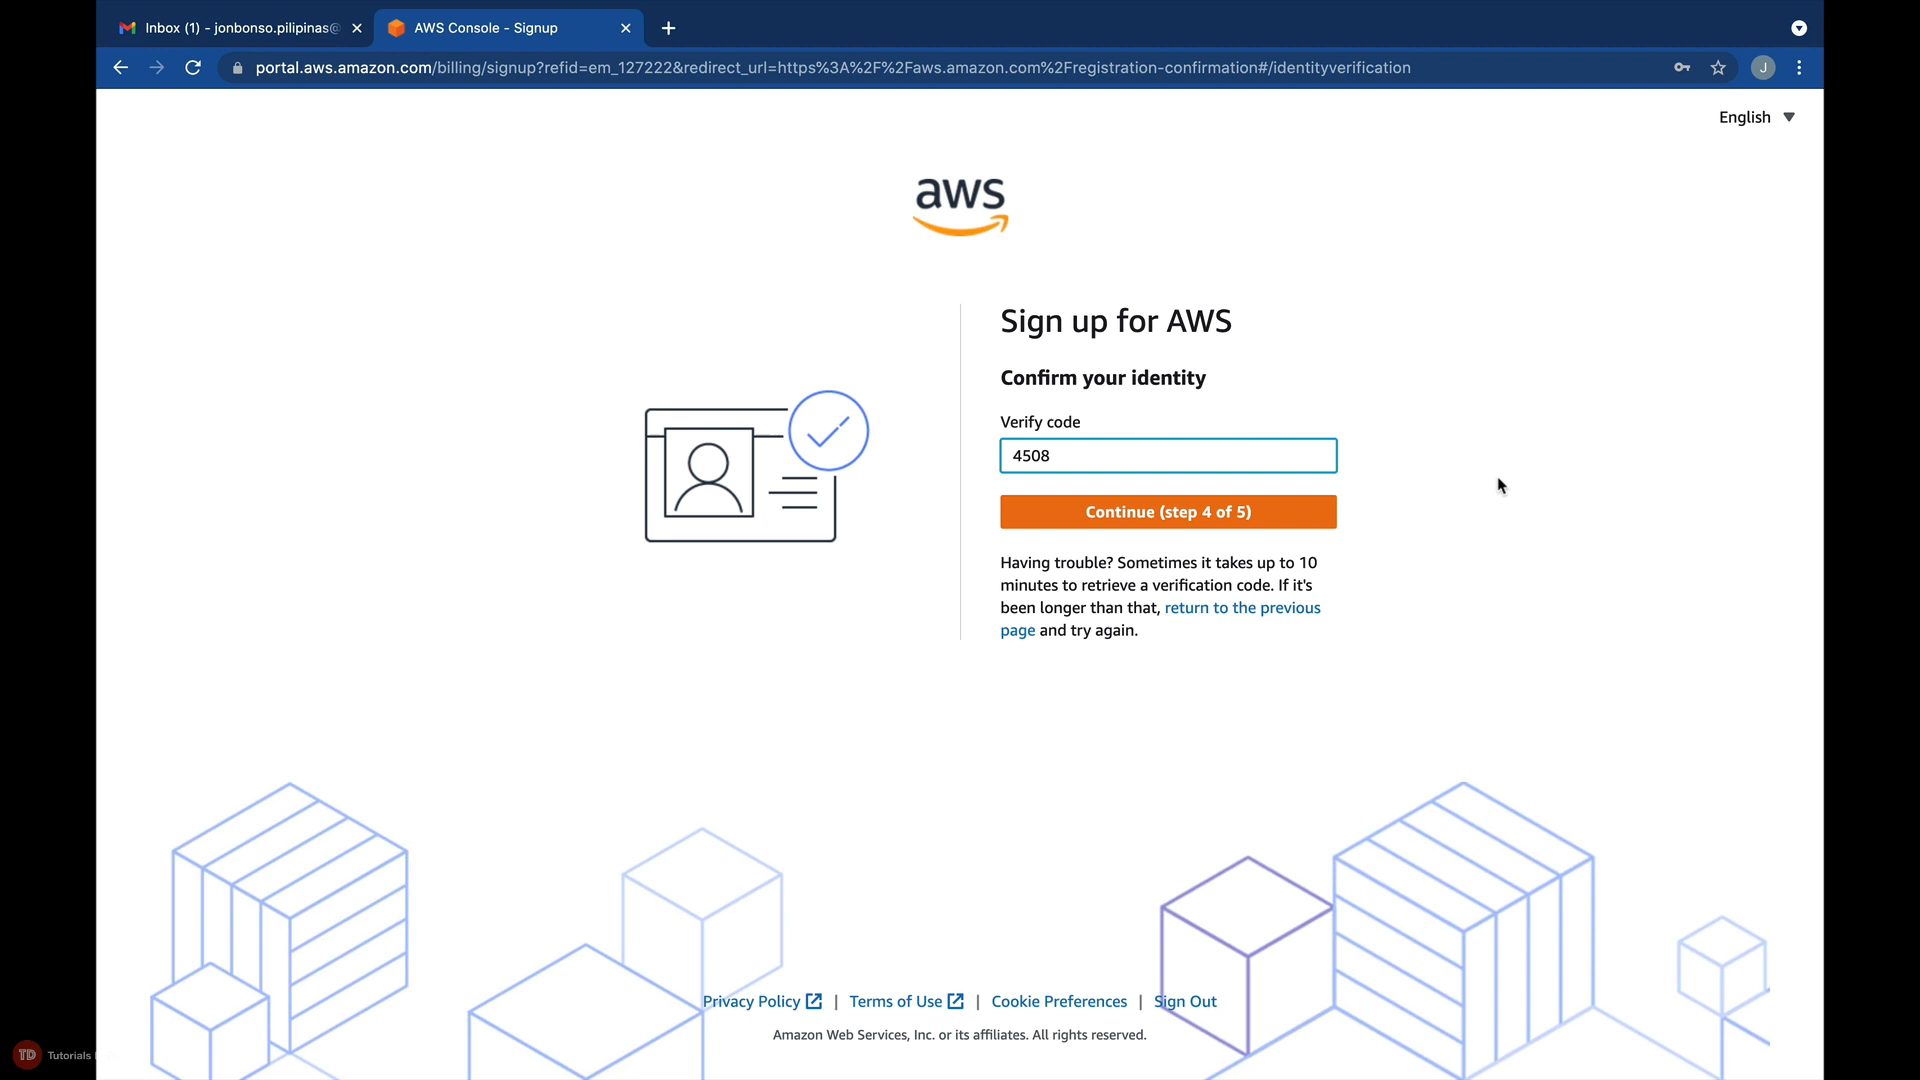 Inbox (1) - jonbonso.pilipinas@
AWS Console - Signup
portal.aws.amazon.com/billing/signup?refid=em_127222&redirect_url=https%3A%2F%2Faws.amazon.com%2Fregistration-confirmation#/identityverification
J
English
aws
Sign up for AWS
Confirm your identity
Verify code
4508
Continue (step 4 of 5)
Having trouble? Sometimes it takes up to 10
minutes to retrieve a verification code. If it's
been longer than that, return to the previous
page and try again.
Privacy Policy | Terms of Use | Cookie Preferences | Sign Out
Amazon Web Services, Inc. or its affiliates. All rights reserved.
TD Tutorials